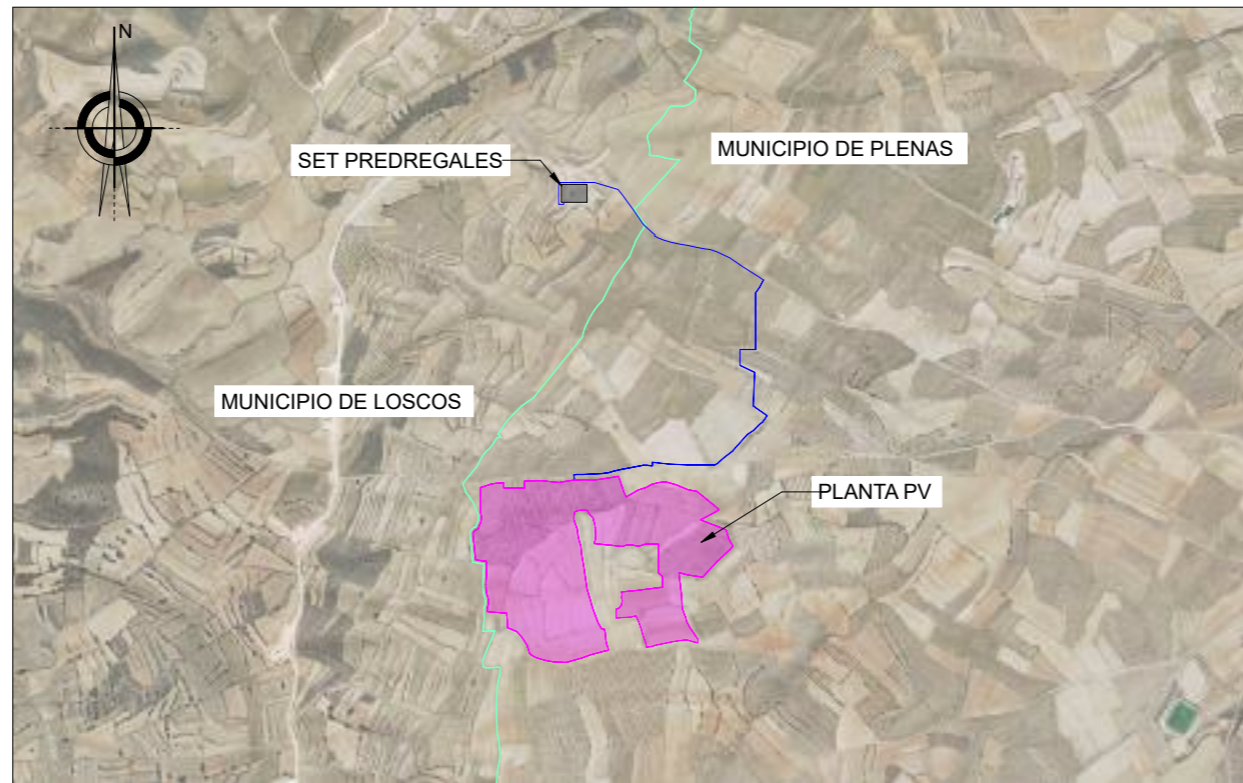 N
SET PREDREGALES
MUNICIPIO DE PLENAS
MUNICIPIO DE LOSCOS
PLANTA PV